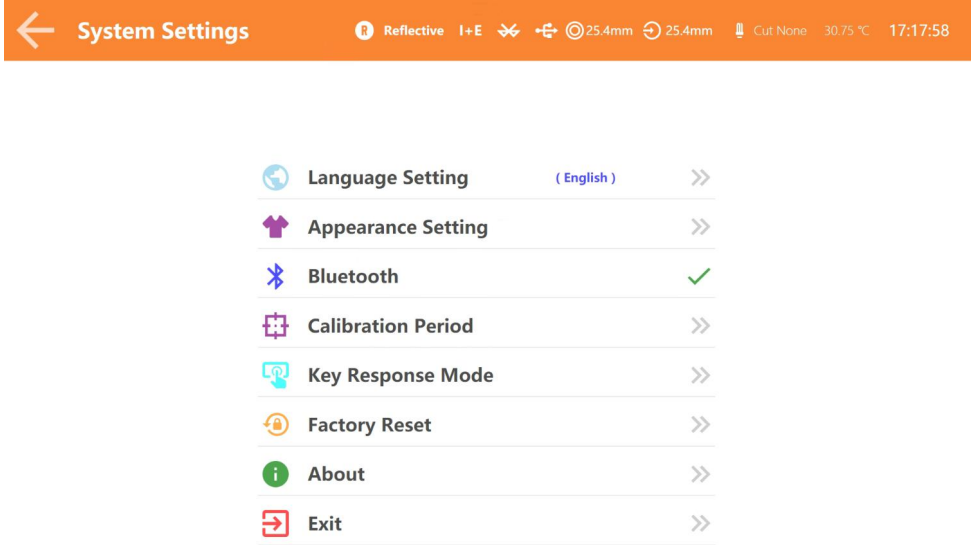 System Settings R Reflective I+E 25.4mm 25.4mm Cut None 30.75 ℃ 17:17:58
Language Setting ( English )
Appearance Setting
Bluetooth
Calibration Period
Key Response Mode
Factory Reset
About
Exit